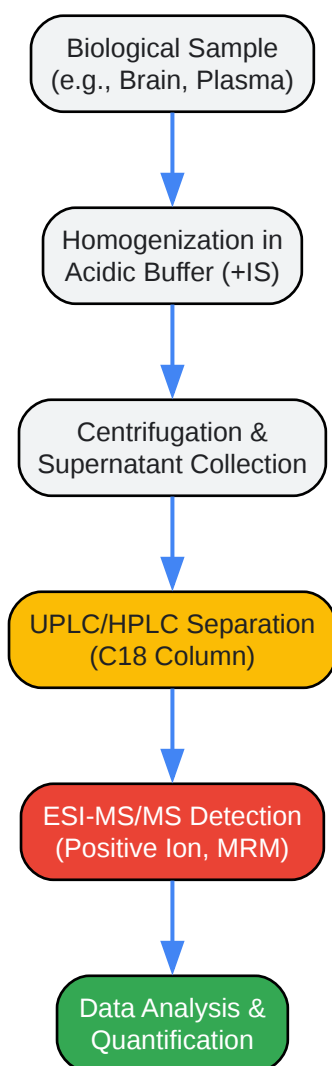 Biological Sample
(e.g., Brain, Plasma)
Homogenization in
Acidic Buffer (+IS)
Centrifugation &
Supernatant Collection
UPLC/HPLC Separation
(C18 Column)
ESI-MS/MS Detection
(Positive Ion, MRM)
Data Analysis &
Quantification